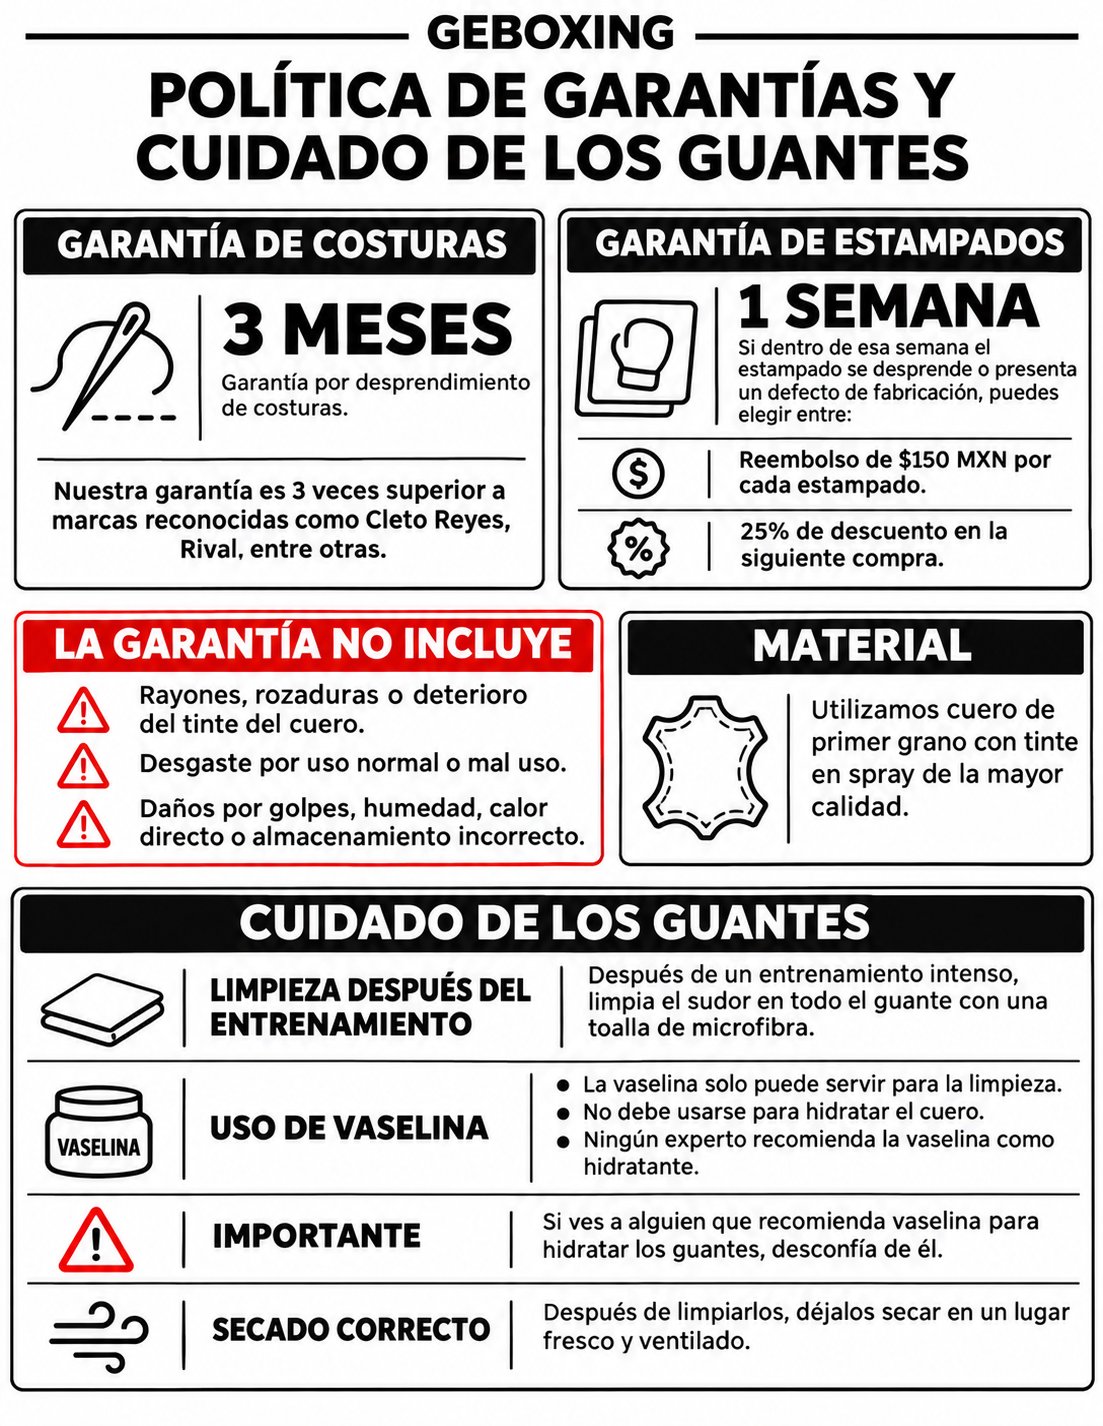 GEBOXING
POLÍTICA DE GARANTÍAS Y
CUIDADO DE LOS GUANTES
GARANTÍA DE COSTURAS
3 MESES
Garantía por desprendimiento
de costuras.
Nuestra garantía es 3 veces superior a
marcas reconocidas como Cleto Reyes,
Rival, entre otras.
GARANTÍA DE ESTAMPADOS
1 SEMANA
Si dentro de esa semana el
estampado se desprende o presenta
un defecto de fabricación, puedes
elegir entre:
$
Reembolso de $150 MXN por
cada estampado.
%
25% de descuento en la
siguiente compra.
LA GARANTÍA NO INCLUYE
Rayones, rozaduras o deterioro
del tinte del cuero.
Desgaste por uso normal o mal uso.
Daños por golpes, humedad, calor
directo o almacenamiento incorrecto.
MATERIAL
Utilizamos cuero de
primer grano con tinte
en spray de la mayor
calidad.
CUIDADO DE LOS GUANTES
LIMPIEZA DESPUÉS DEL
ENTRENAMIENTO
Después de un entrenamiento intenso,
limpia el sudor en todo el guante con una
toalla de microfibra.
VASELINA
USO DE VASELINA
● La vaselina solo puede servir para la limpieza.
● No debe usarse para hidratar el cuero.
● Ningún experto recomienda la vaselina como
hidratante.
IMPORTANTE
Si ves a alguien que recomienda vaselina para
hidratar los guantes, desconfía de él.
SECADO CORRECTO
Después de limpiarlos, déjalos secar en un lugar
fresco y ventilado.